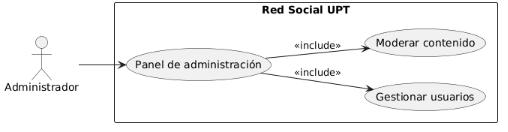 Red Social UPT
Administrador
Panel de administración
«include»
Moderar contenido
«include»
Gestionar usuarios